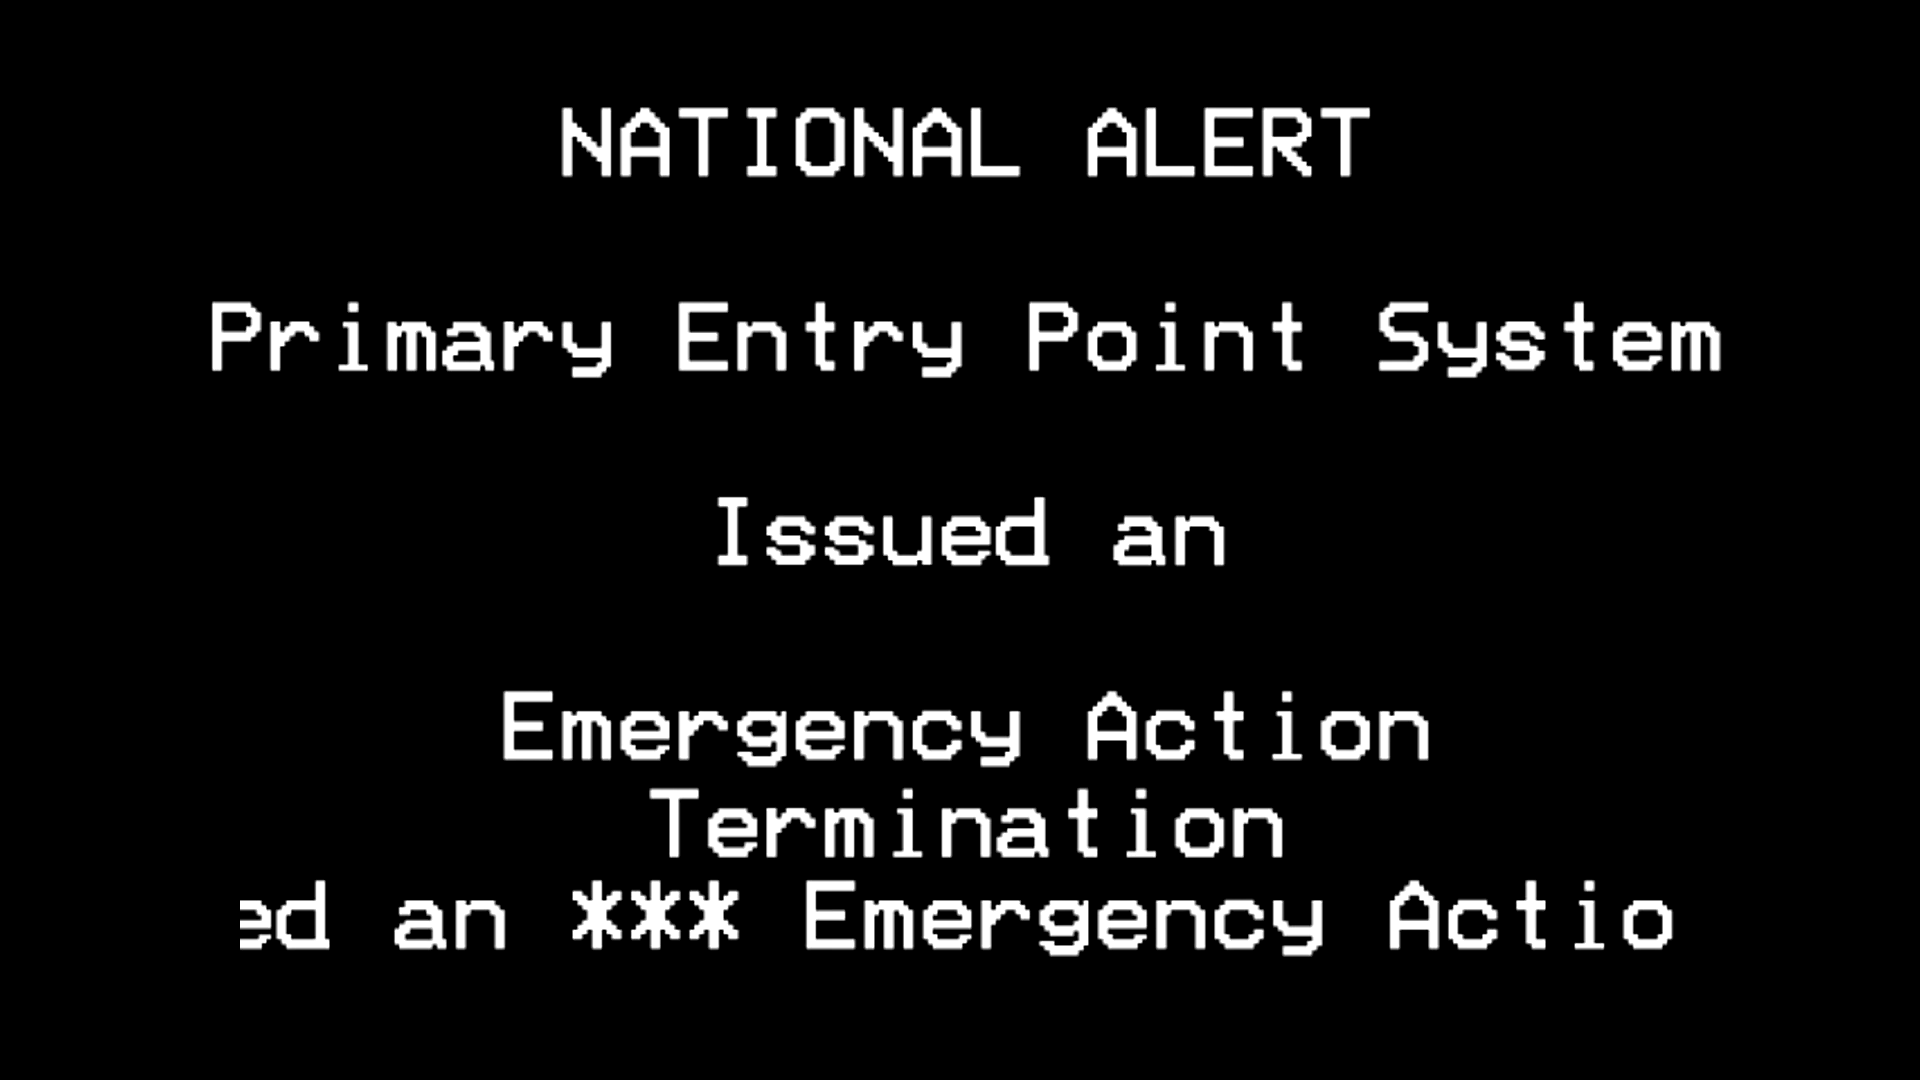 NATIONAL ALERT
Primary Entry Point System
Issued an
Emergency Action
Termination
ed an *** Emergency Actio